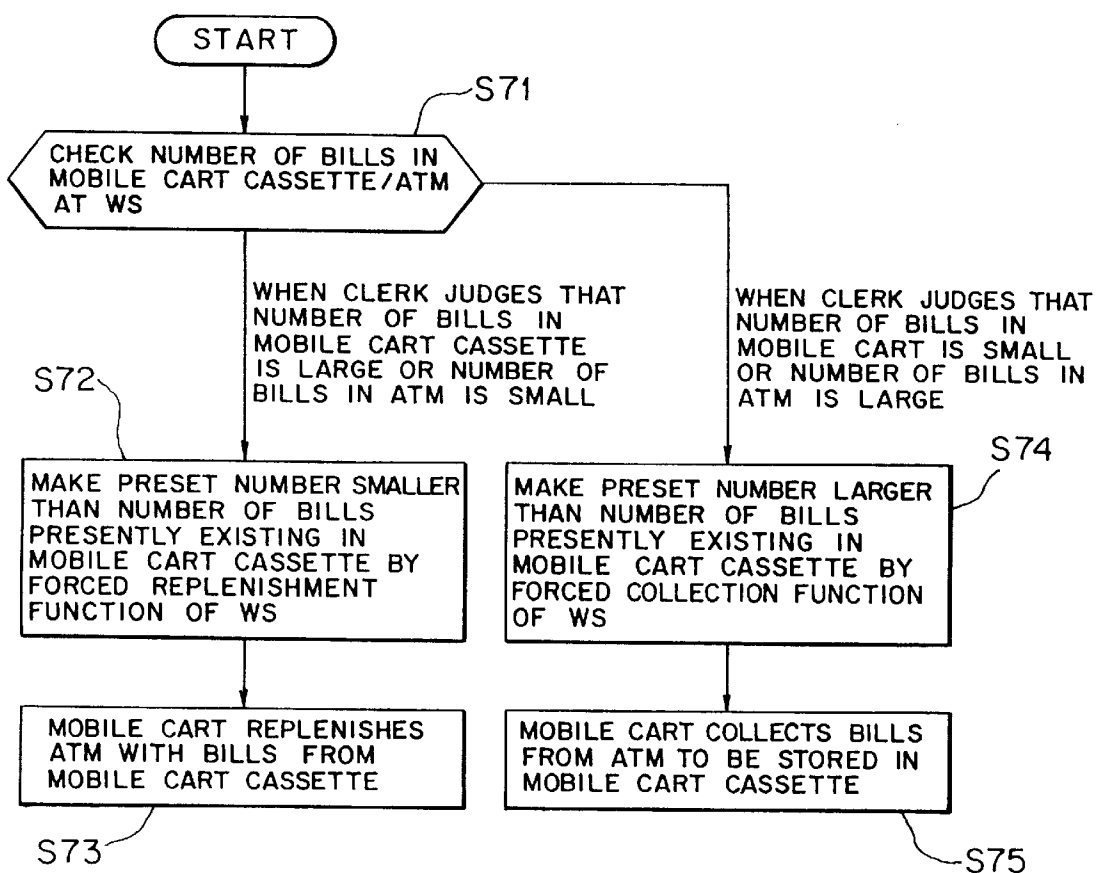 START
S71
CHECK NUMBER OF BILLS IN
MOBILE CART CASSETTE/ATM
AT WS
WHEN CLERK JUDGES THAT
NUMBER OF BILLS IN
MOBILE CART CASSETTE
IS LARGE OR NUMBER OF
BILLS IN ATM IS SMALL
WHEN CLERK JUDGES THAT
NUMBER OF BILLS IN
MOBILE CART IS SMALL
OR NUMBER OF BILLS IN
ATM IS LARGE
S72
MAKE PRESET NUMBER SMALLER
THAN NUMBER OF BILLS
PRESENTLY EXISTING IN
MOBILE CART CASSETTE BY
FORCED REPLENISHMENT
FUNCTION OF WS
S74
MAKE PRESET NUMBER LARGER
THAN NUMBER OF BILLS
PRESENTLY EXISTING IN
MOBILE CART CASSETTE BY
FORCED COLLECTION FUNCTION
OF WS
MOBILE CART REPLENISHES
ATM WITH BILLS FROM
MOBILE CART CASSETTE
S73
MOBILE CART COLLECTS BILLS
FROM ATM TO BE STORED IN
MOBILE CART CASSETTE
S75